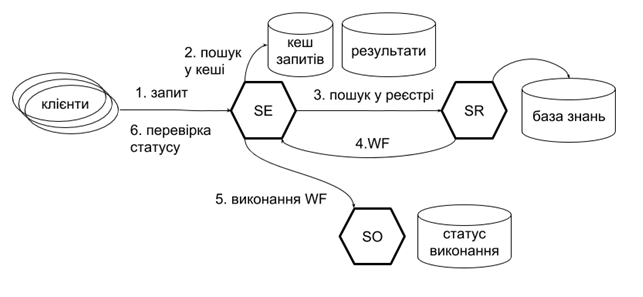 2. пошук
у кеші
кеш
запитів
результати
клієнти
1. запит
SE
3. пошук у реєстрі
SR
база знань
6. перевірка
статусу
4.WF
5. виконання WF
SO
статус
виконання